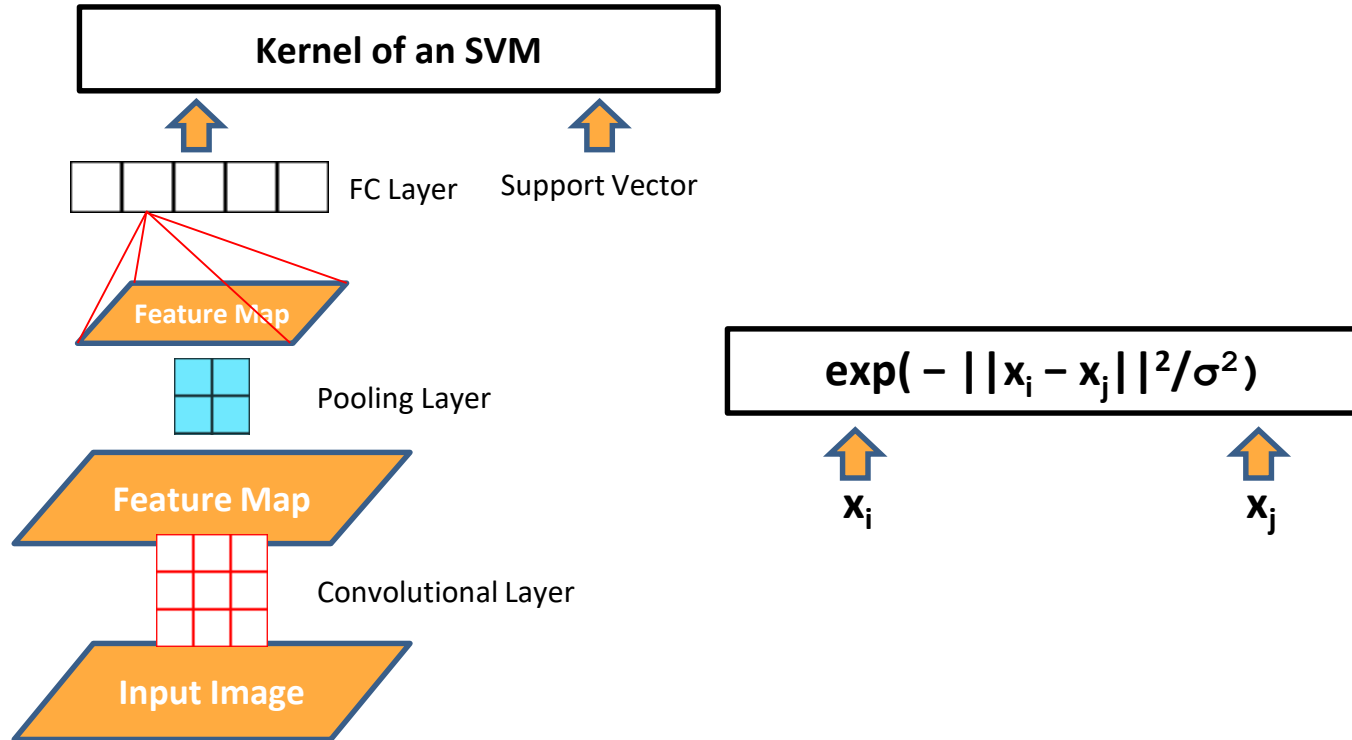 Kernel of an SVM
FC Layer
Support Vector
Feature Map
Pooling Layer
Feature Map
Convolutional Layer
Input Image
exp( − ||xᵢ − xⱼ||²/σ²)
xᵢ
xⱼ